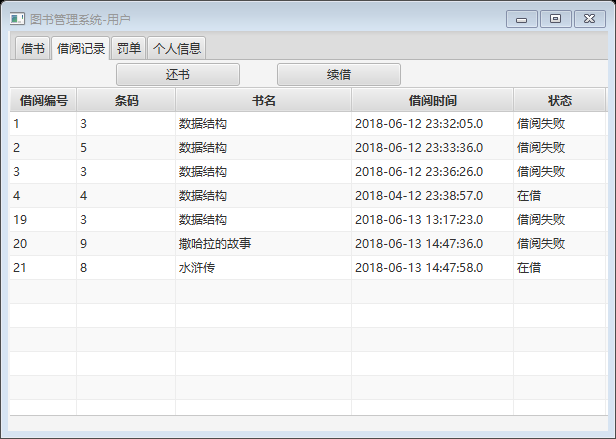 图书管理系统-用户
借书 借阅记录 罚单 个人信息
还书 续借
借阅编号 条码 书名 借阅时间 状态
1 3 数据结构 2018-06-12 23:32:05.0 借阅失败
2 5 数据结构 2018-06-12 23:33:36.0 借阅失败
3 3 数据结构 2018-06-12 23:36:26.0 借阅失败
4 4 数据结构 2018-04-12 23:38:57.0 在借
19 3 数据结构 2018-06-13 13:17:23.0 借阅失败
20 9 撒哈拉的故事 2018-06-13 14:47:36.0 借阅失败
21 8 水浒传 2018-06-13 14:47:58.0 在借